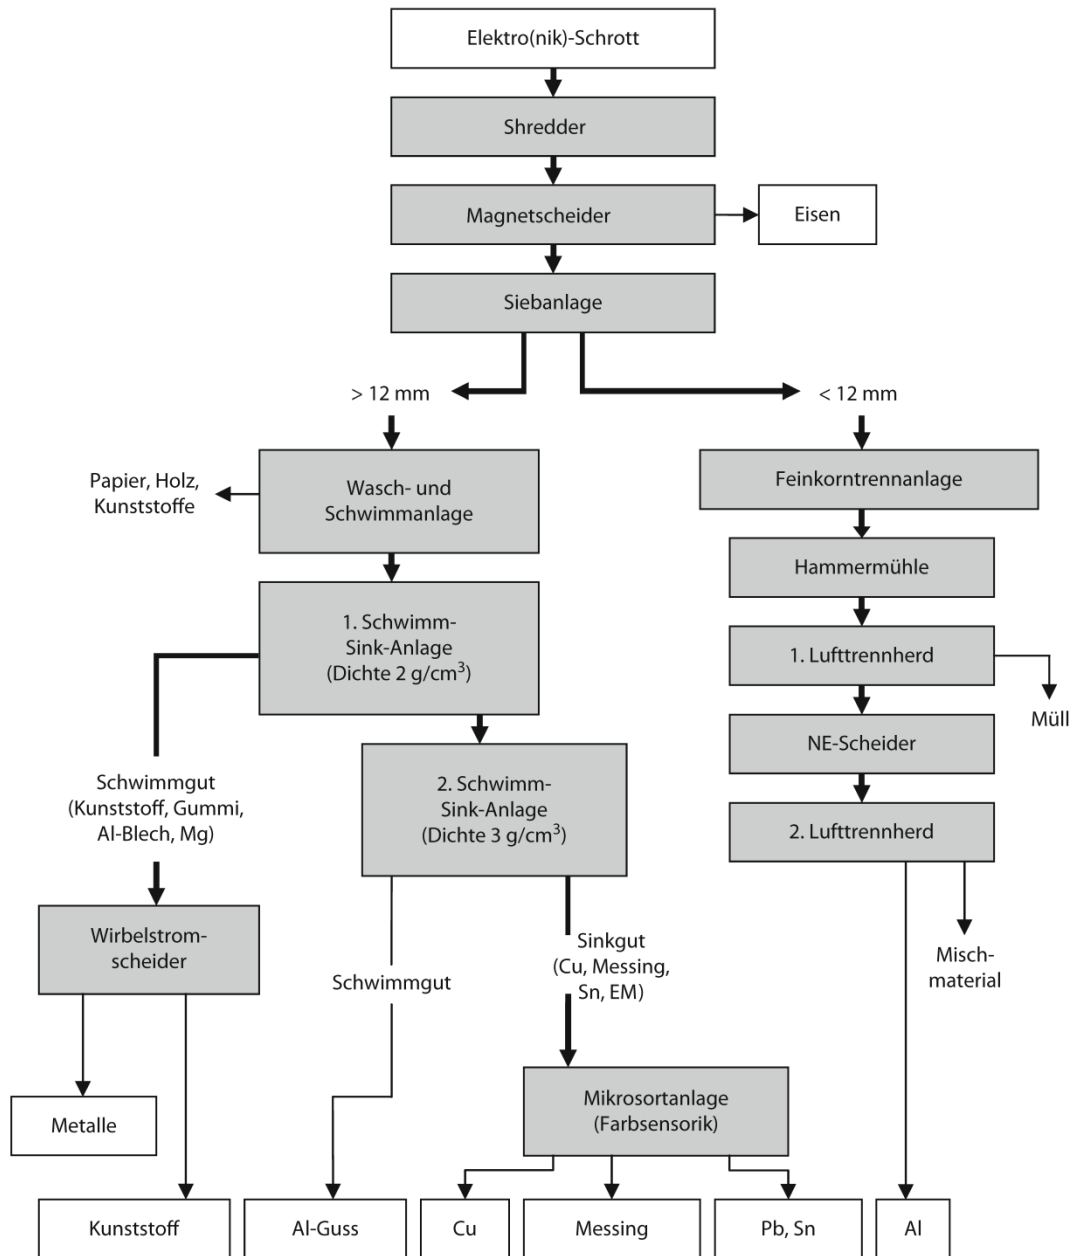 Elektro(nik)-Schrott
Shredder
Magnetscheider
Eisen
Siebanlage
> 12 mm
< 12 mm
Papier, Holz,
Kunststoffe
Wasch- und
Schwimmanlage
Feinkorntrennanlage
Hammermühle
1. Schwimm-
Sink-Anlage
(Dichte 2 g/cm³)
1. Lufttrennherd
Müll
NE-Scheider
Schwimmgut
(Kunststoff, Gummi,
Al-Blech, Mg)
2. Schwimm-
Sink-Anlage
(Dichte 3 g/cm³)
2. Lufttrennherd
Wirbelstrom-
scheider
Schwimmgut
Sinkgut
(Cu, Messing,
Sn, EM)
Misch-
material
Metalle
Mikrosortanlage
(Farbsensorik)
Kunststoff
Al-Guss
Cu
Messing
Pb, Sn
Al